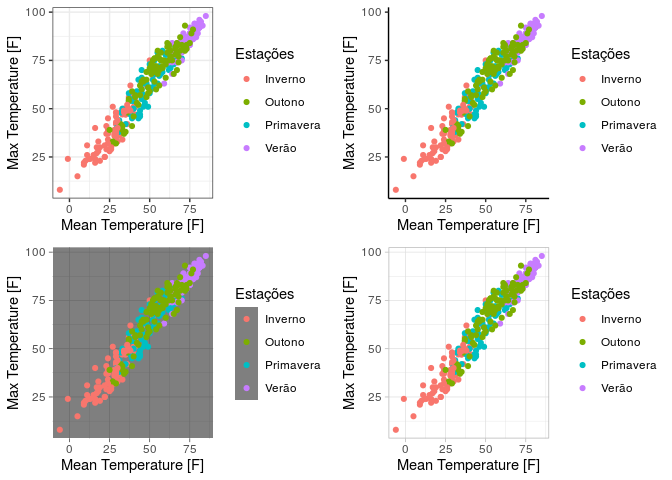 100
75
50
25
0 25 50 75
Max Temperature [F]
Mean Temperature [F]
Estações
Inverno
Outono
Primavera
Verão
100
75
50
25
0 25 50 75
Max Temperature [F]
Mean Temperature [F]
Estações
Inverno
Outono
Primavera
Verão
100
75
50
25
0 25 50 75
Max Temperature [F]
Mean Temperature [F]
Estações
Inverno
Outono
Primavera
Verão
100
75
50
25
0 25 50 75
Max Temperature [F]
Mean Temperature [F]
Estações
Inverno
Outono
Primavera
Verão